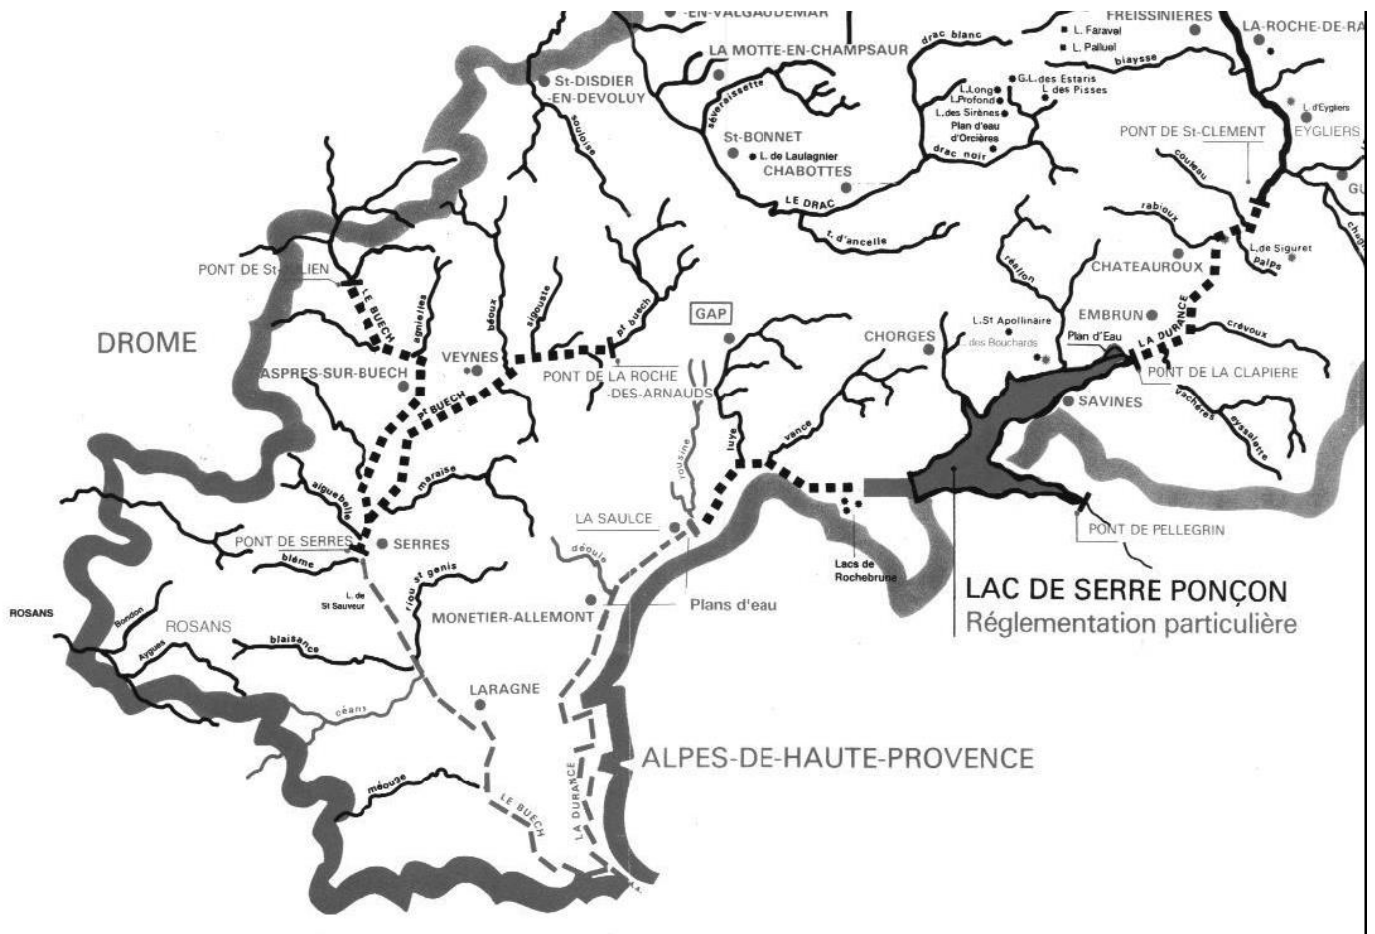 -EN-VALGAUDEMAR
FREISSINIERES
LA-ROCHE-DE-RA
L. Faravel
L. Palluel
drac blanc
LA MOTTE-EN-CHAMPSAUR
biaysse
St-DISDIER
-EN-DEVOLUY
séveraissette
G.L.des Estaris
L. des Pisses
L.Long
L.Profond
L.des Sirènes
Plan d'eau
d'Orcières
L. d'Eygliers
EYGLIERS
PONT DE St-CLEMENT
souloise
St-BONNET
L. de Laulagnier
CHABOTTES
drac noir
couleau
GU
LE DRAC
rabioux
t. d'ancelle
chagn
L.de Siguret
palps
PONT DE St-JULIEN
réallon
CHATEAUROUX
LE BUECH
agnielles
béoux
sigouste
pt buech
GAP
DROME
CHORGES
L.St Apollinaire
L. des Bouchards
EMBRUN
Plan d'Eau
LA DURANCE
crévoux
VEYNES
ASPRES-SUR-BUECH
PONT DE LA ROCHE
-DES-ARNAUDS
PONT DE LA CLAPIERE
pt BUECH
SAVINES
vachères
eyssalette
luye
vance
rousine
maraise
aiguebelle
LA SAULCE
PONT DE SERRES
SERRES
déoule
PONT DE PELLEGRIN
blème
riou st genis
Lacs de
Rochebrune
L. de
St Sauveur
LAC DE SERRE PONÇON
Réglementation particulière
ROSANS
Bondon
ROSANS
MONETIER-ALLEMONT
Plans d'eau
Aygues
blaisance
LARAGNE
céans
ALPES-DE-HAUTE-PROVENCE
méouge
LE BUECH
LA DURANCE